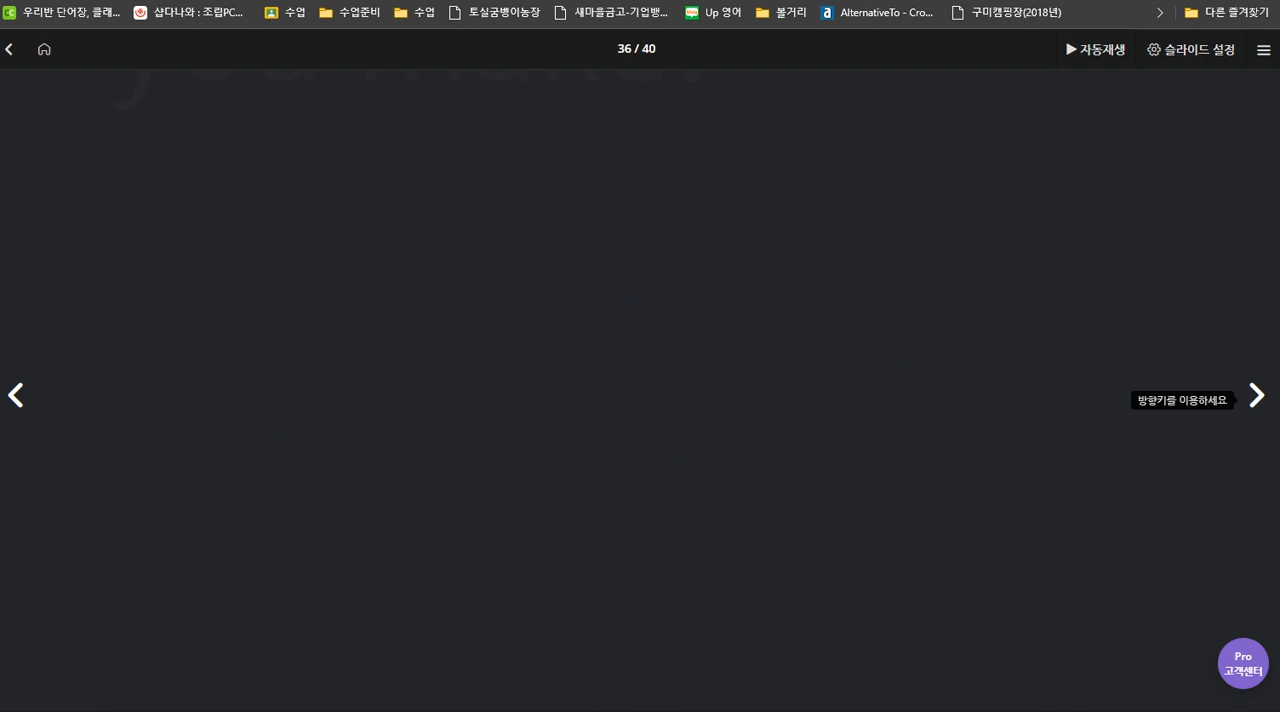 우리반 단어장, 클래...
샵다나와 : 조립PC...
수업
수업준비
수업
토실굼뱅이농장
새마을금고-기업뱅...
Up 영어
볼거리
AlternativeTo - Cro...
구미캠핑장(2018년)
다른 즐겨찾기
36 / 40
자동재생
슬라이드 설정
you make?
방향키를 이용하세요
Pro
고객센터